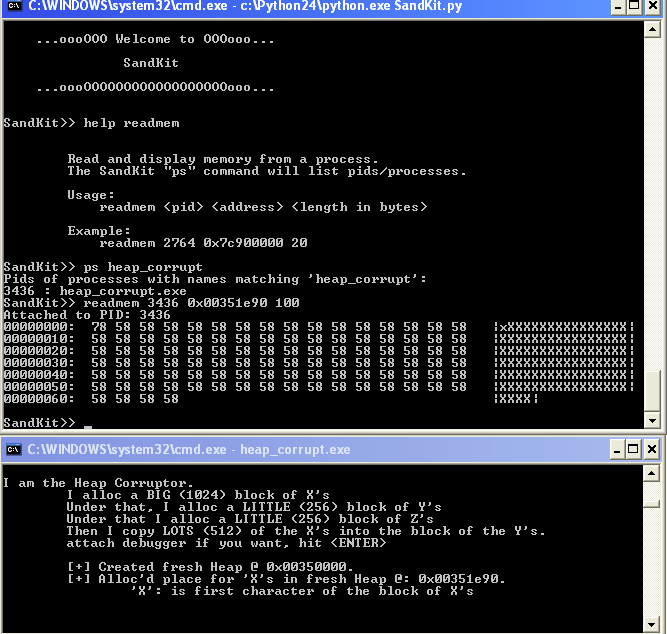 C:\WINDOWS\system32\cmd.exe - c:\Python24\python.exe SandKit.py
...oooOOO Welcome to OOOooo...
SandKit
...oooOOOOOOOOOOOOOOOOOOOooo...
SandKit>> help readmem
Read and display memory from a process.
The SandKit "ps" command will list pids/processes.
Usage:
readmem <pid> <address> <length in bytes>
Example:
readmem 2764 0x7c900000 20
SandKit>> ps heap_corrupt
Pids of processes with names matching 'heap_corrupt':
3436 : heap_corrupt.exe
SandKit>> readmem 3436 0x00351e90 100
Attached to PID: 3436
00000000:  78 58 58 58 58 58 58 58 58 58 58 58 58 58 58 58    |xXXXXXXXXXXXXXXX|
00000010:  58 58 58 58 58 58 58 58 58 58 58 58 58 58 58 58    |XXXXXXXXXXXXXXXX|
00000020:  58 58 58 58 58 58 58 58 58 58 58 58 58 58 58 58    |XXXXXXXXXXXXXXXX|
00000030:  58 58 58 58 58 58 58 58 58 58 58 58 58 58 58 58    |XXXXXXXXXXXXXXXX|
00000040:  58 58 58 58 58 58 58 58 58 58 58 58 58 58 58 58    |XXXXXXXXXXXXXXXX|
00000050:  58 58 58 58 58 58 58 58 58 58 58 58 58 58 58 58    |XXXXXXXXXXXXXXXX|
00000060:  58 58 58 58    |XXXX|
SandKit>> _
C:\WINDOWS\system32\cmd.exe - heap_corrupt.exe
I am the Heap Corruptor.
I alloc a BIG (1024) block of X's
Under that, I alloc a LITTLE (256) block of Y's
Under that I alloc a LITTLE (256) block of Z's
Then I copy LOTS (512) of the X's into the block of the Y's.
attach debugger if you want, hit <ENTER>
[+] Created fresh Heap @ 0x00350000.
[+] Alloc'd place for 'X's in fresh Heap @: 0x00351e90.
'X': is first character of the block of X's